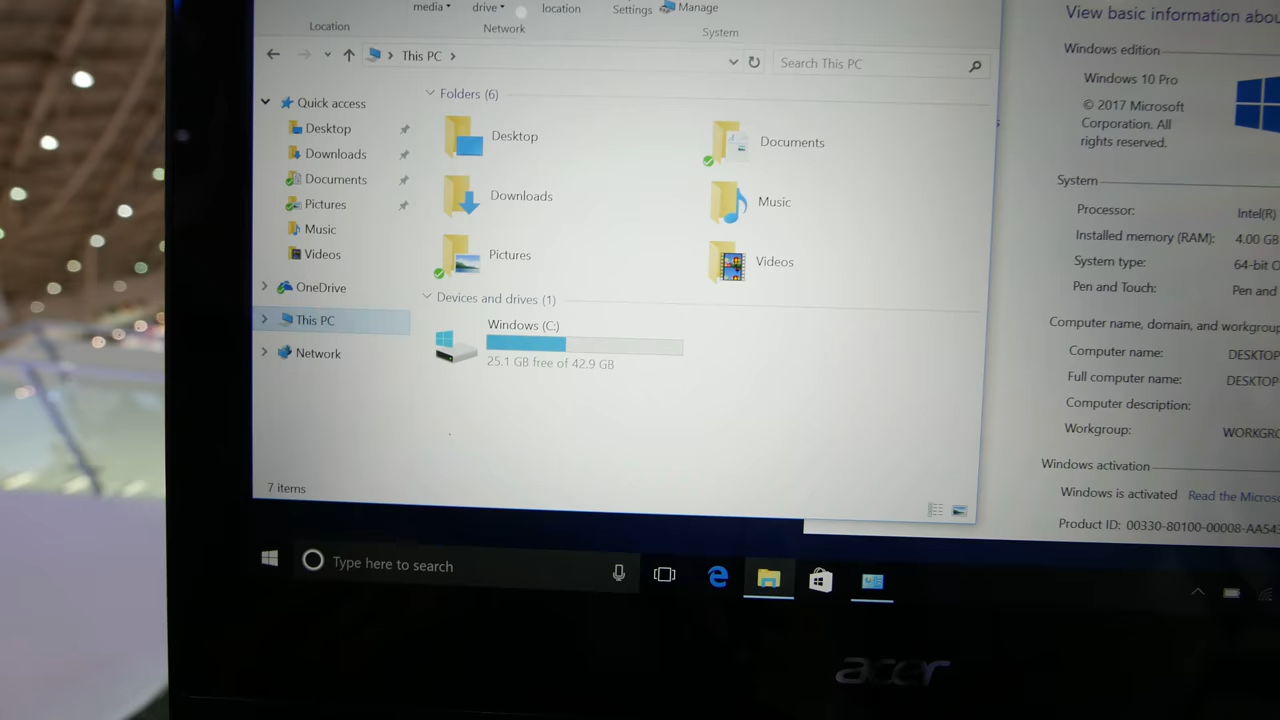 media
drive
location
Settings
Manage
Location
Network
System
This PC
Search This PC
Quick access
Desktop
Downloads
Documents
Pictures
Music
Videos
OneDrive
This PC
Network
Folders (6)
Desktop
Documents
Downloads
Music
Pictures
Videos
Devices and drives (1)
Windows (C:)
25.1 GB free of 42.9 GB
7 items
View basic information abou
Windows edition
Windows 10 Pro
© 2017 Microsoft
Corporation. All
rights reserved.
System
Processor: Intel(R)
Installed memory (RAM): 4.00 GB
System type: 64-bit O
Pen and Touch: Pen and
Computer name, domain, and workgroup
Computer name: DESKTOP
Full computer name: DESKTOP
Computer description:
Workgroup: WORKGRO
Windows activation
Windows is activated Read the Micros
Product ID: 00330-80100-00008-AA543
Type here to search
acer